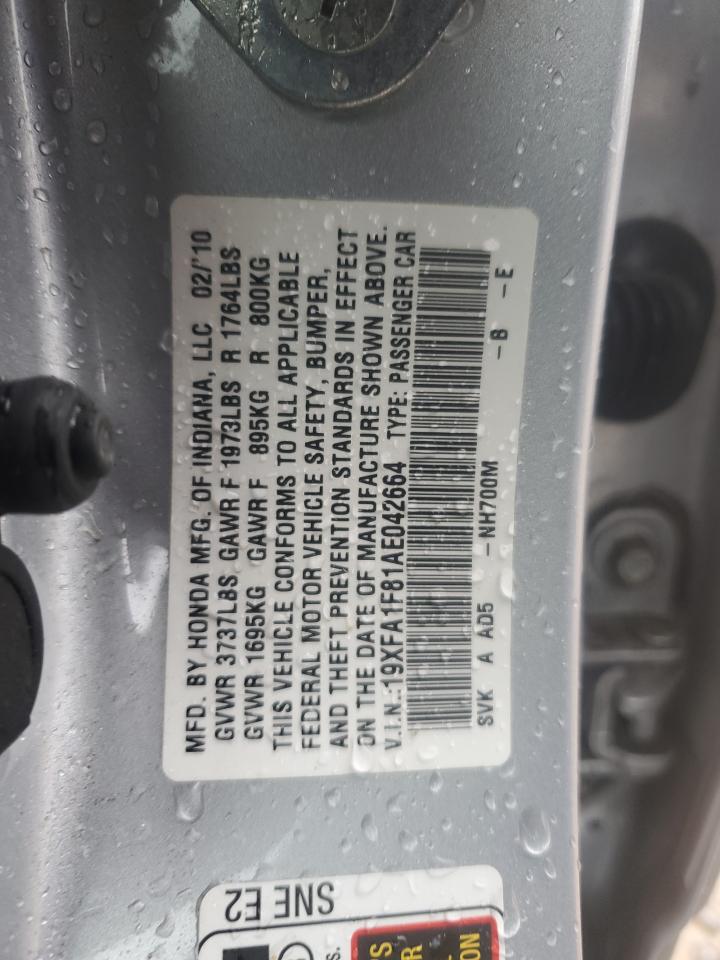 MFD. BY HONDA MFG. OF INDIANA, LLC 02/'10
GVWR 3737LBS GAWR F 1973LBS R 1764LBS
GVWR 1695KG GAWR F 895KG R 800KG
THIS VEHICLE CONFORMS TO ALL APPLICABLE
FEDERAL MOTOR VEHICLE SAFETY, BUMPER,
AND THEFT PREVENTION STANDARDS IN EFFECT
ON THE DATE OF MANUFACTURE SHOWN ABOVE.
V.I.N.:19XFA1F81AE042664 TYPE: PASSENGER CAR
SVK A AD5 -NH700M -B -E
SNE E2